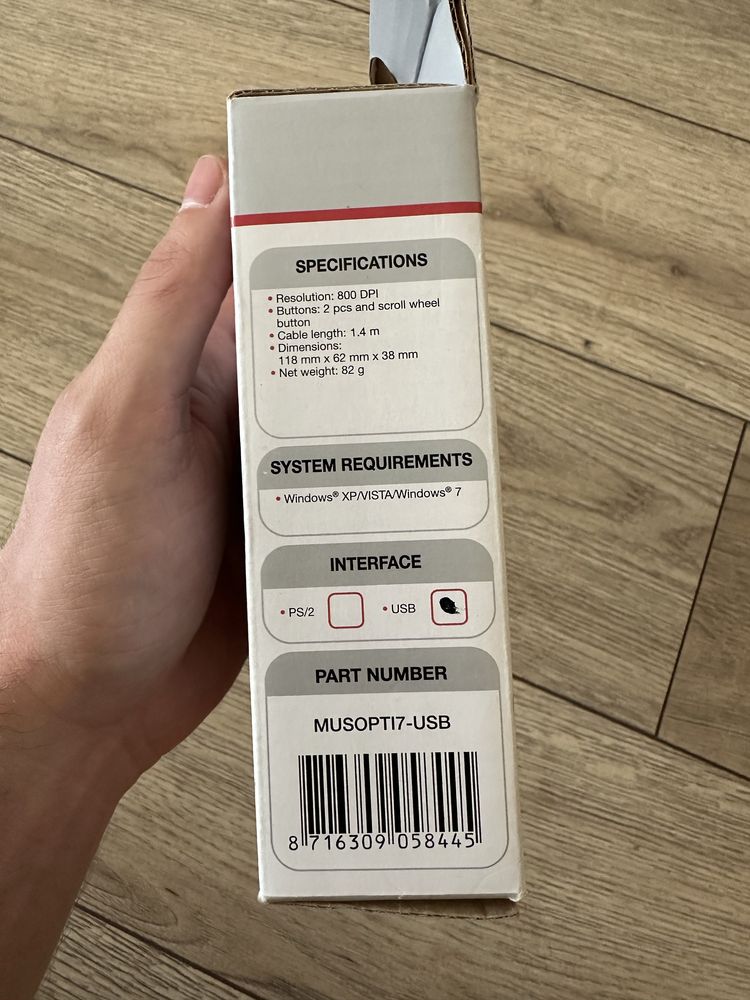 SPECIFICATIONS
• Resolution: 800 DPI
• Buttons: 2 pcs and scroll wheel
button
• Cable length: 1.4 m
• Dimensions:
118 mm x 62 mm x 38 mm
• Net weight: 82 g
SYSTEM REQUIREMENTS
• Windows® XP/VISTA/Windows® 7
INTERFACE
• PS/2 • USB
PART NUMBER
MUSOPTI7-USB
8 716309 058445